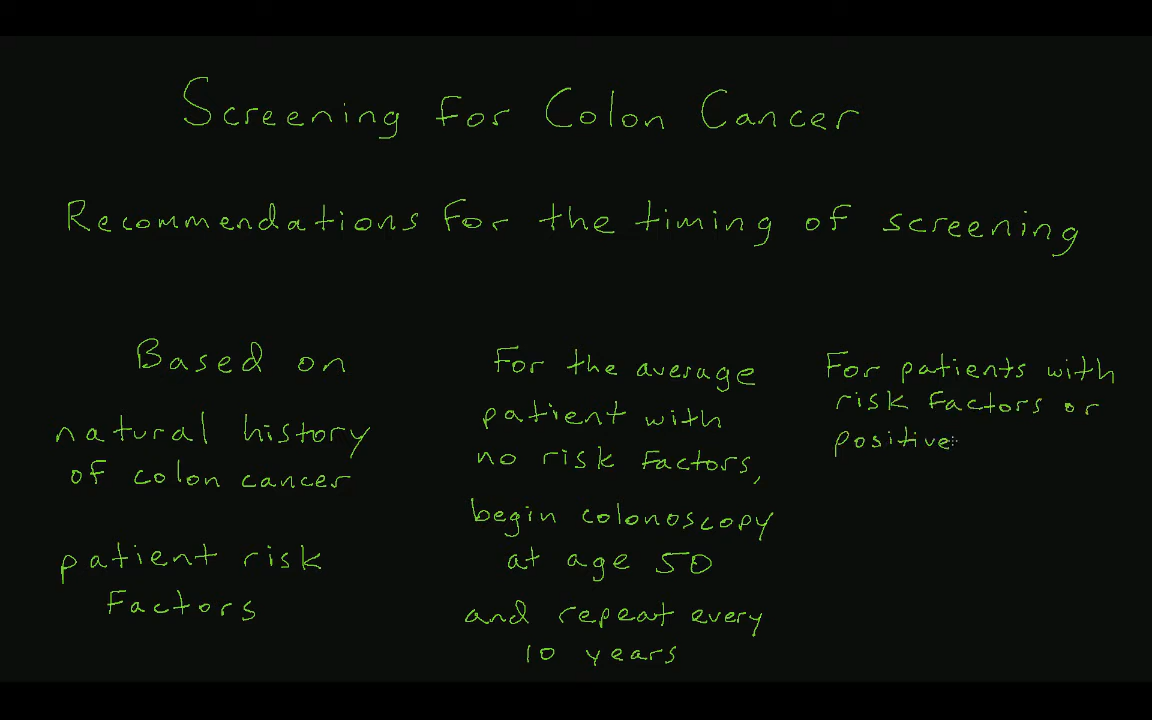 Screening for Colon Cancer
Recommendations for the timing of screening
Based on
natural history
of colon cancer
patient risk
factors
For the average
patient with
no risk factors,
begin colonoscopy
at age 50
and repeat every
10 years
For patients with
risk factors or
positive